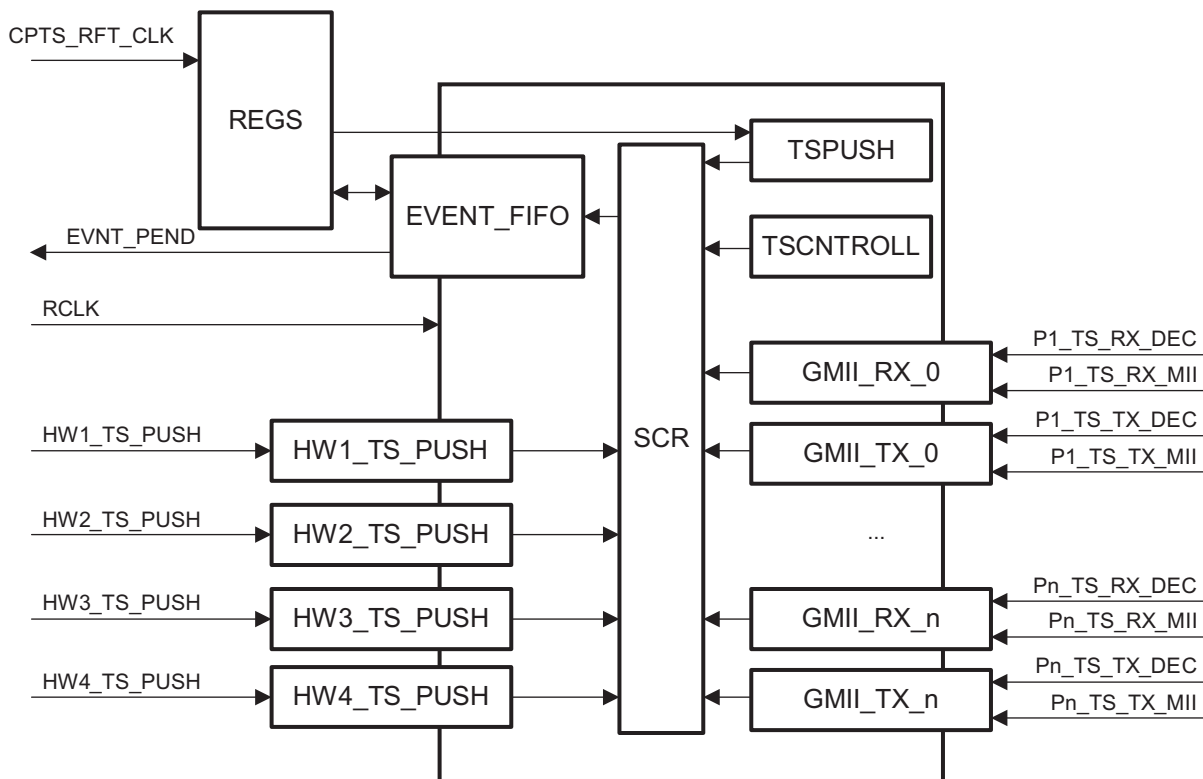 CPTS_RFT_CLK
REGS
TSPUSH
EVENT_FIFO
EVNT_PEND
TSCNTROLL
RCLK
P1_TS_RX_DEC
GMII_RX_0
P1_TS_RX_MII
HW1_TS_PUSH
HW1_TS_PUSH
SCR
P1_TS_TX_DEC
GMII_TX_0
P1_TS_TX_MII
HW2_TS_PUSH
HW2_TS_PUSH
...
HW3_TS_PUSH
HW3_TS_PUSH
Pn_TS_RX_DEC
GMII_RX_n
Pn_TS_RX_MII
HW4_TS_PUSH
HW4_TS_PUSH
Pn_TS_TX_DEC
GMII_TX_n
Pn_TS_TX_MII